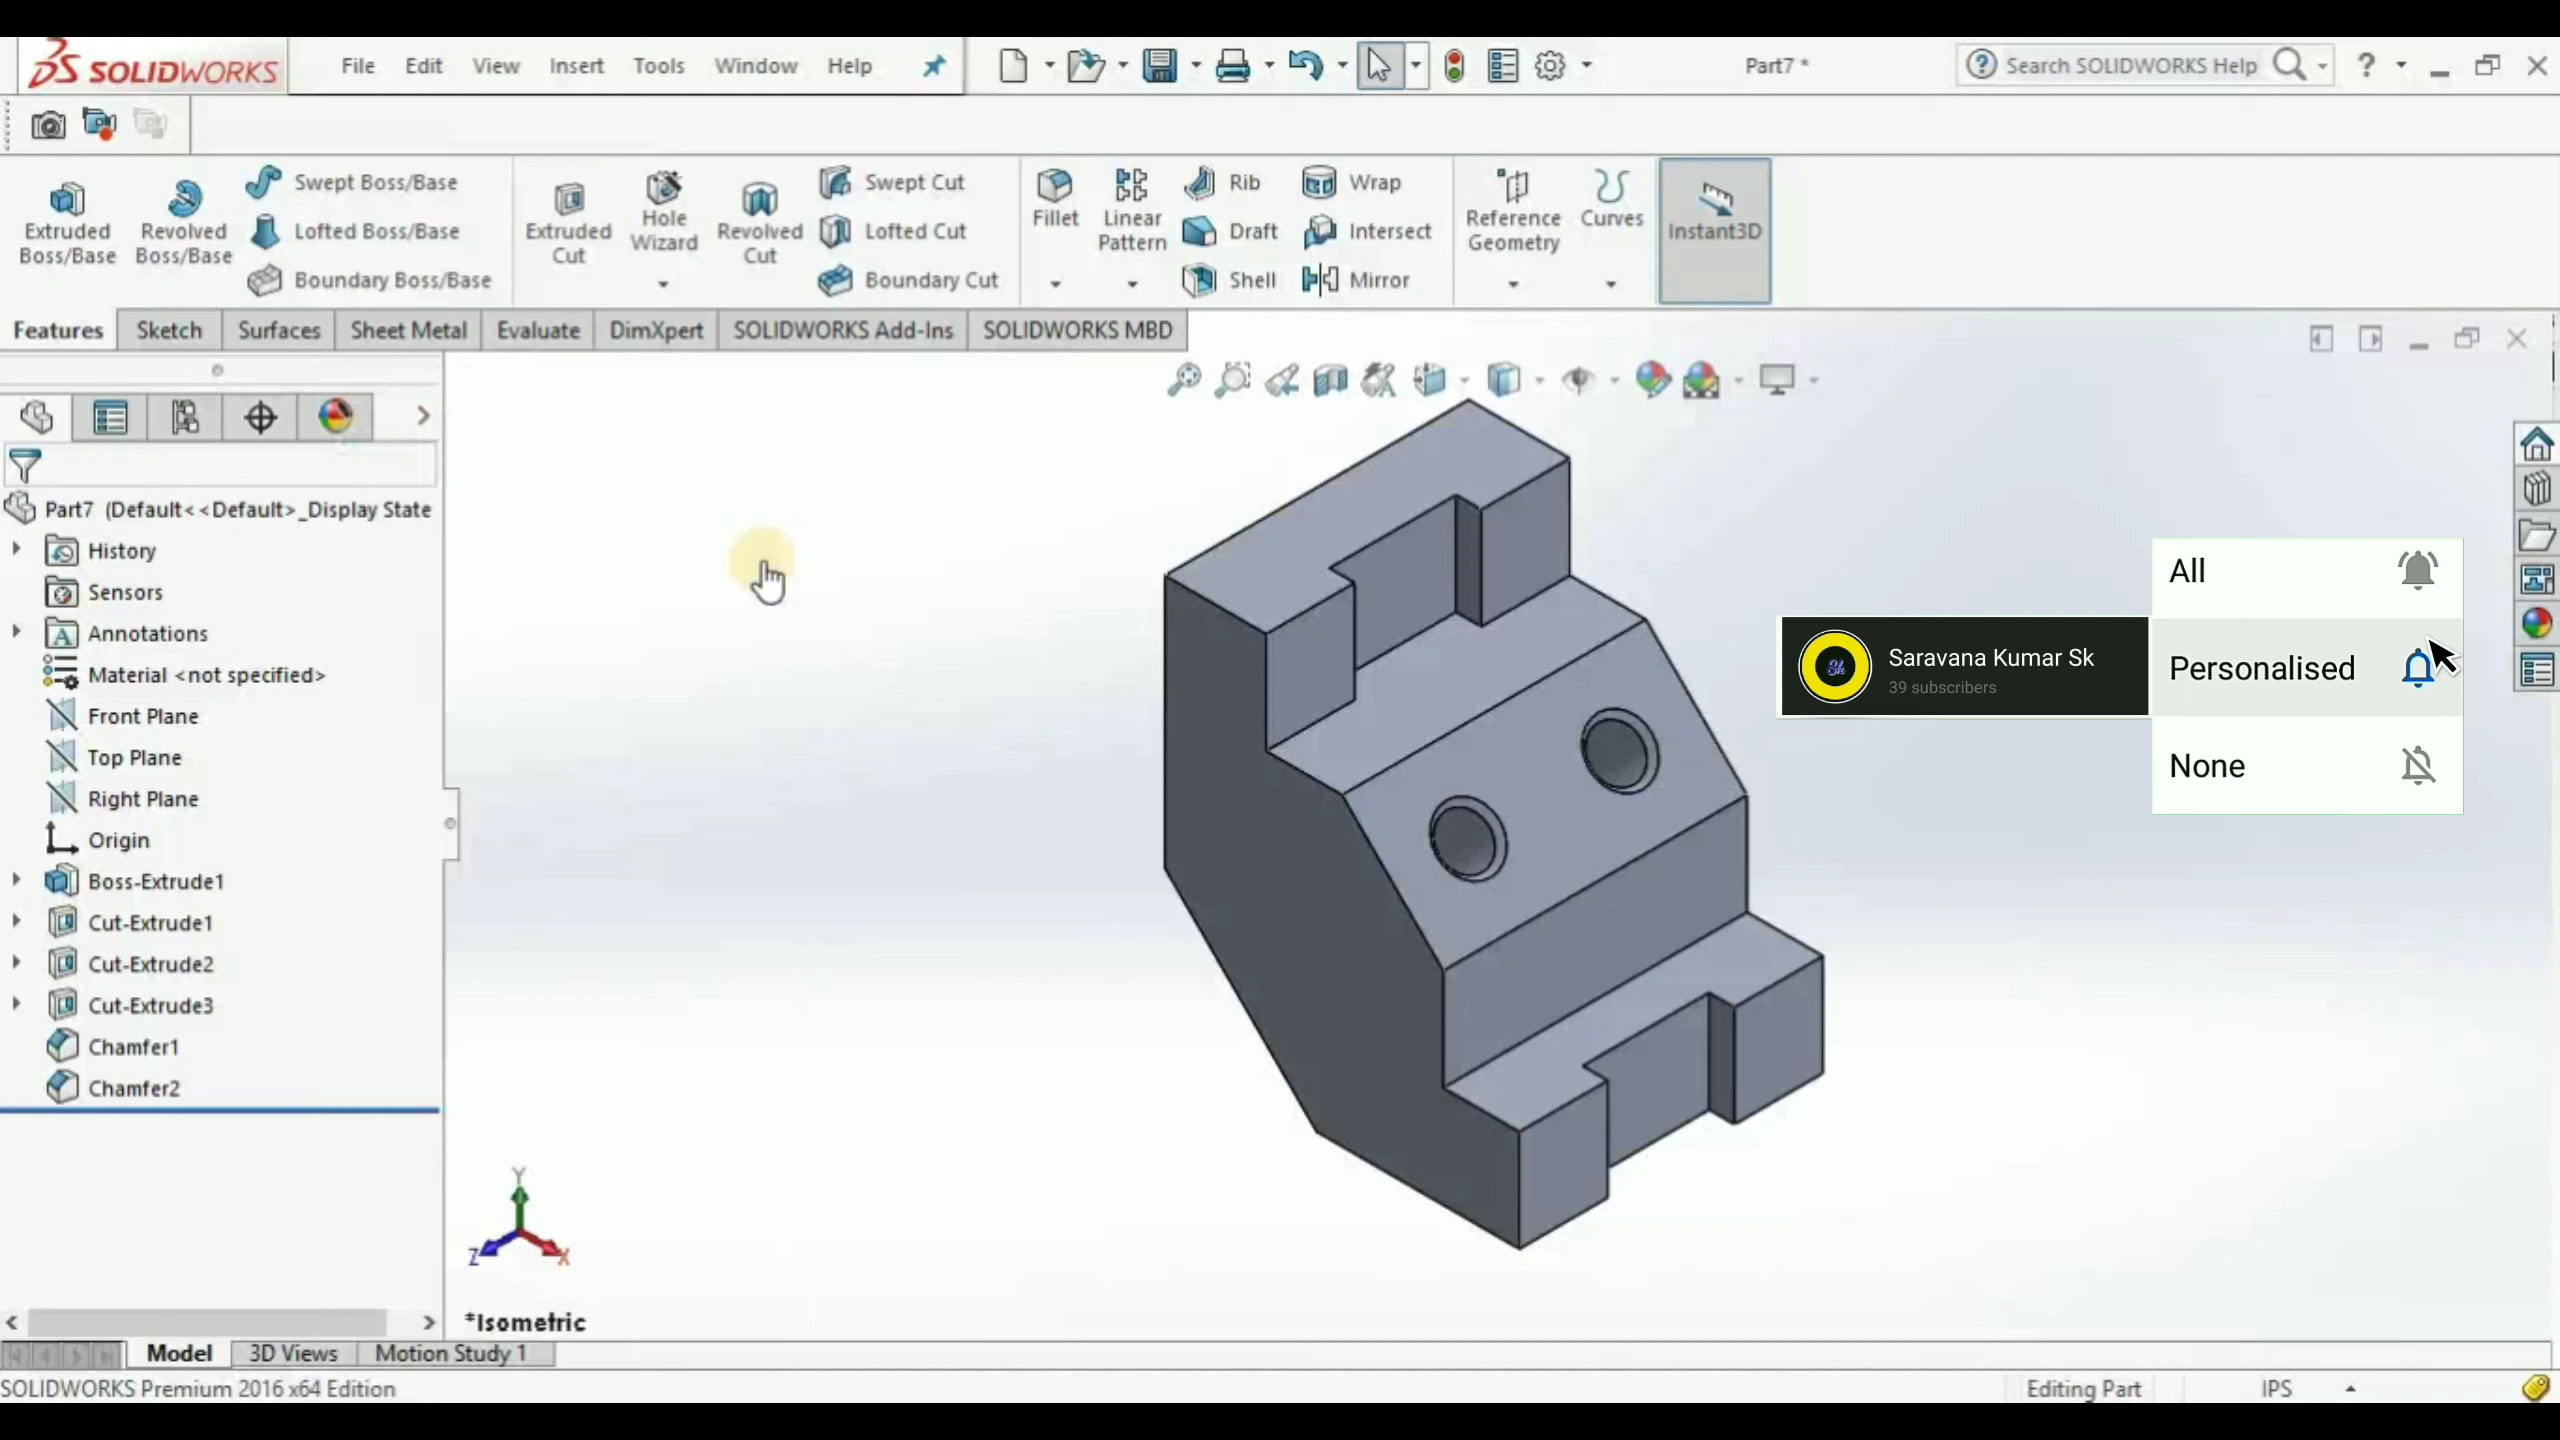 SOLIDWORKS File Edit View Insert Tools Window Help Part7 * Search SOLIDWORKS Help ?
Extruded Boss/Base
Revolved Boss/Base
Swept Boss/Base
Lofted Boss/Base
Boundary Boss/Base
Extruded Cut
Hole Wizard
Revolved Cut
Swept Cut
Lofted Cut
Boundary Cut
Fillet
Linear Pattern
Rib
Draft
Shell
Wrap
Intersect
Mirror
Reference Geometry
Curves
Instant3D
Features Sketch Surfaces Sheet Metal Evaluate DimXpert SOLIDWORKS Add-Ins SOLIDWORKS MBD
Part7 (Default<<Default>_Display State
History
Sensors
Annotations
Material <not specified>
Front Plane
Top Plane
Right Plane
Origin
Boss-Extrude1
Cut-Extrude1
Cut-Extrude2
Cut-Extrude3
Chamfer1
Chamfer2
All
Sk
Saravana Kumar Sk
39 subscribers
Personalised
None
Y
Z X
*Isometric
Model 3D Views Motion Study 1
SOLIDWORKS Premium 2016 x64 Edition Editing Part IPS